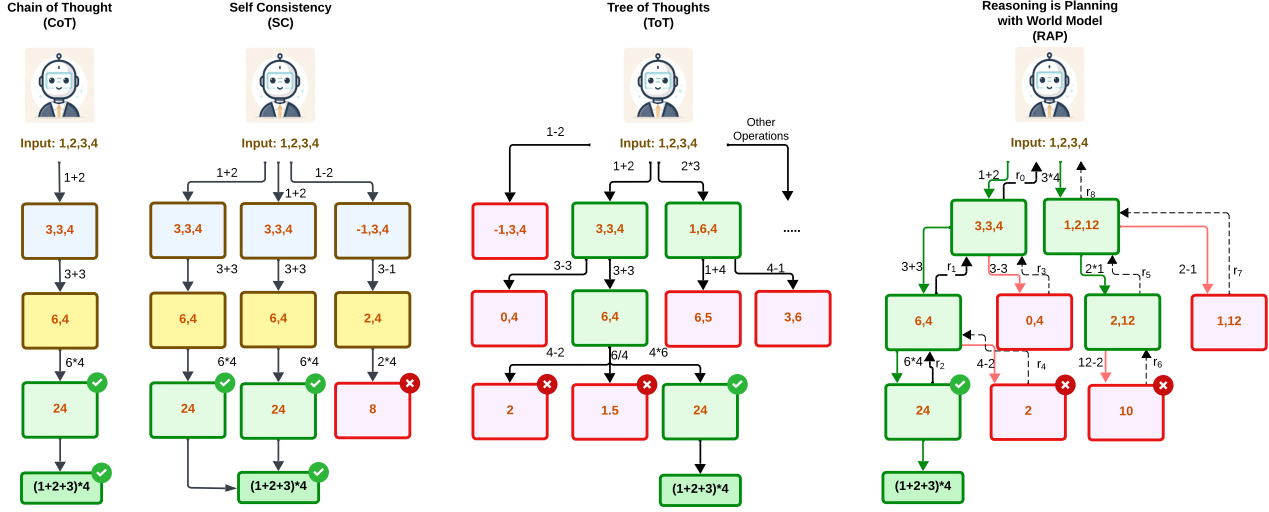 Chain of Thought
(CoT)
Input: 1,2,3,4
1+2
3,3,4
3+3
6,4
6*4
24
(1+2+3)*4
Self Consistency
(SC)
Input: 1,2,3,4
1+2
1+2
1-2
3,3,4
3,3,4
-1,3,4
3+3
3+3
3-1
6,4
6,4
2,4
6*4
6*4
2*4
24
24
8
(1+2+3)*4
Tree of Thoughts
(ToT)
Input: 1,2,3,4
1-2
Other
Operations
1+2
2*3
-1,3,4
3,3,4
1,6,4
.....
3-3
3+3
1+4
4-1
0,4
6,4
6,5
3,6
4-2
6/4
4*6
2
1.5
24
(1+2+3)*4
Reasoning is Planning
with World Model
(RAP)
Input: 1,2,3,4
1+2
r0
3*4
r8
3,3,4
1,2,12
3+3
r1
3-3
r3
2*1
r5
2-1
r7
6,4
0,4
2,12
1,12
6*4
r2
4-2
r4
12-2
r6
24
2
10
(1+2+3)*4